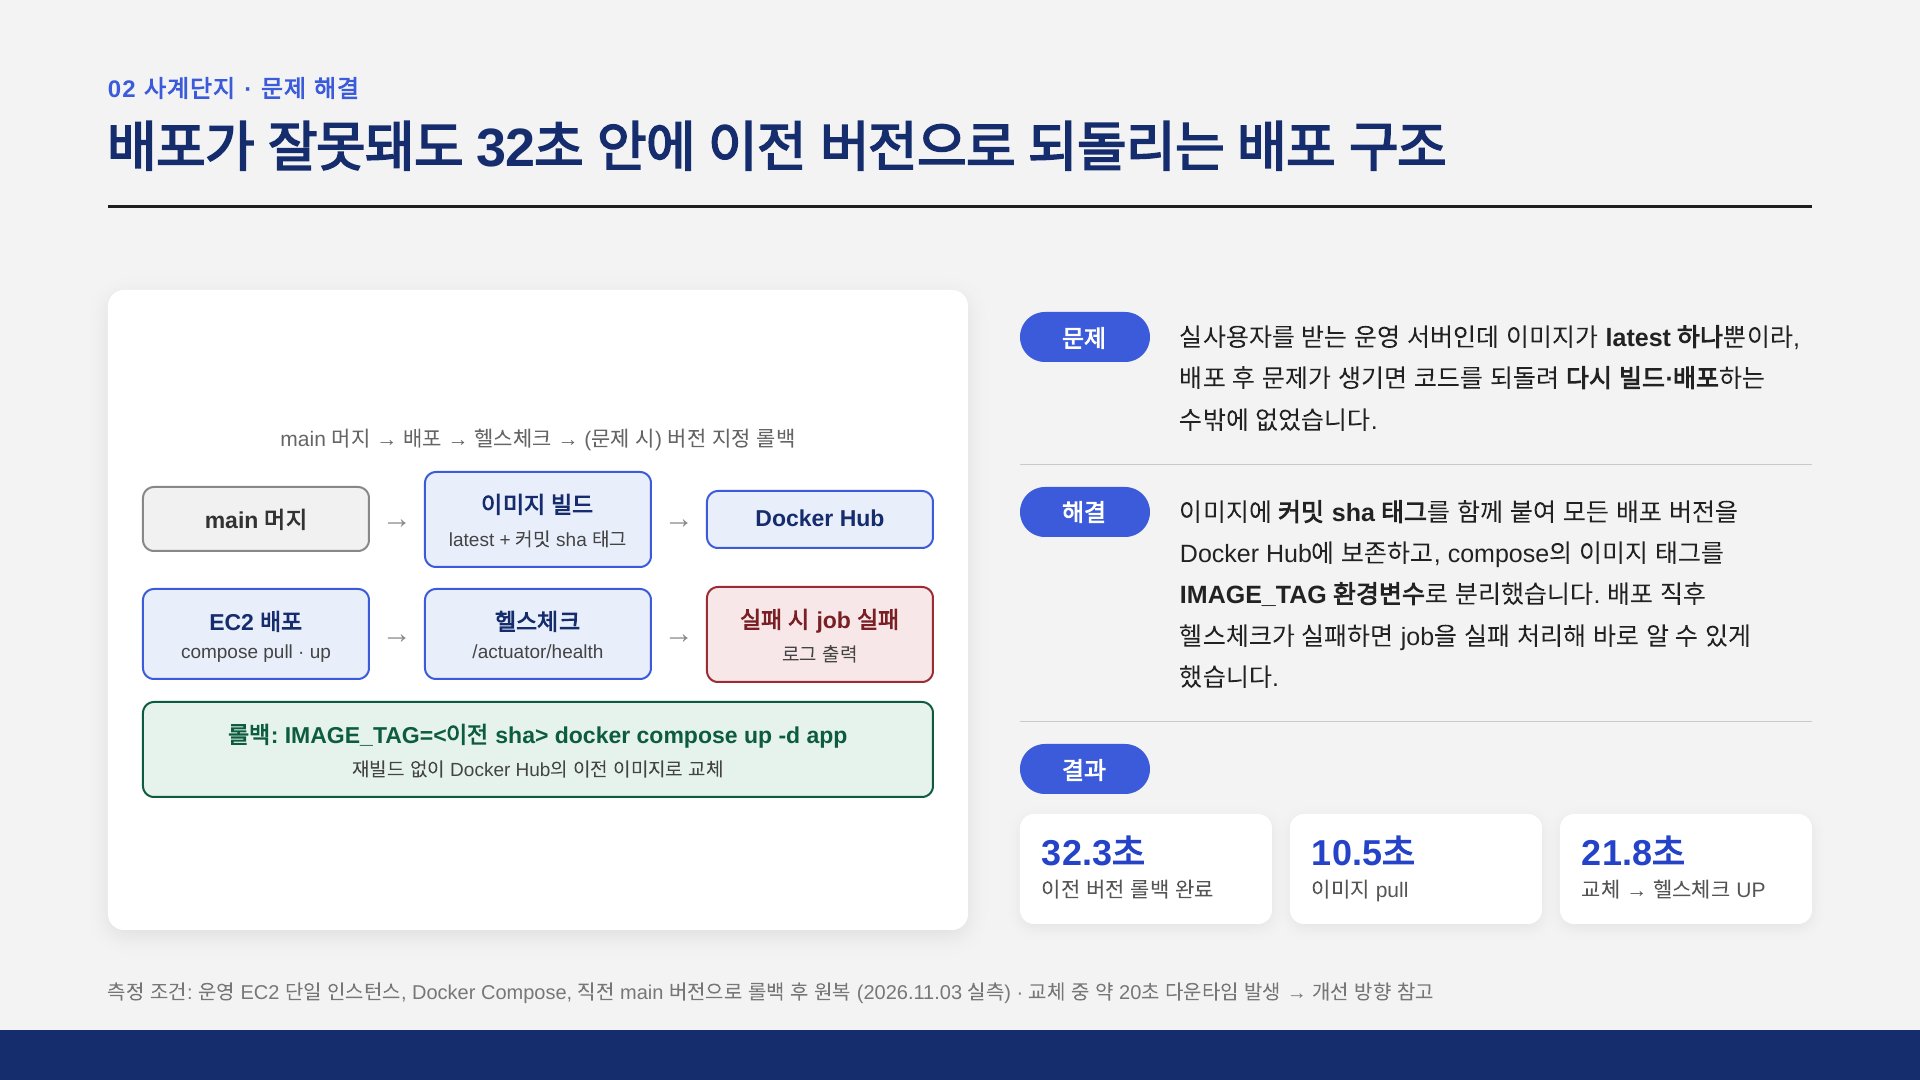 02 사계단지 · 문제 해결
배포가 잘못돼도 32초 안에 이전 버전으로 되돌리는 배포 구조
main 머지 → 배포 → 헬스체크 → (문제 시) 버전 지정 롤백
main 머지
→
이미지 빌드
latest + 커밋 sha 태그
→
Docker Hub
EC2 배포
compose pull · up
→
헬스체크
/actuator/health
→
실패 시 job 실패
로그 출력
롤백: IMAGE_TAG=<이전 sha> docker compose up -d app
재빌드 없이 Docker Hub의 이전 이미지로 교체
문제
실사용자를 받는 운영 서버인데 이미지가 latest 하나뿐이라,
배포 후 문제가 생기면 코드를 되돌려 다시 빌드·배포하는
수밖에 없었습니다.
해결
이미지에 커밋 sha 태그를 함께 붙여 모든 배포 버전을
Docker Hub에 보존하고, compose의 이미지 태그를
IMAGE_TAG 환경변수로 분리했습니다. 배포 직후
헬스체크가 실패하면 job을 실패 처리해 바로 알 수 있게
했습니다.
결과
32.3초
이전 버전 롤백 완료
10.5초
이미지 pull
21.8초
교체 → 헬스체크 UP
측정 조건: 운영 EC2 단일 인스턴스, Docker Compose, 직전 main 버전으로 롤백 후 원복 (2026.11.03 실측) · 교체 중 약 20초 다운타임 발생 → 개선 방향 참고